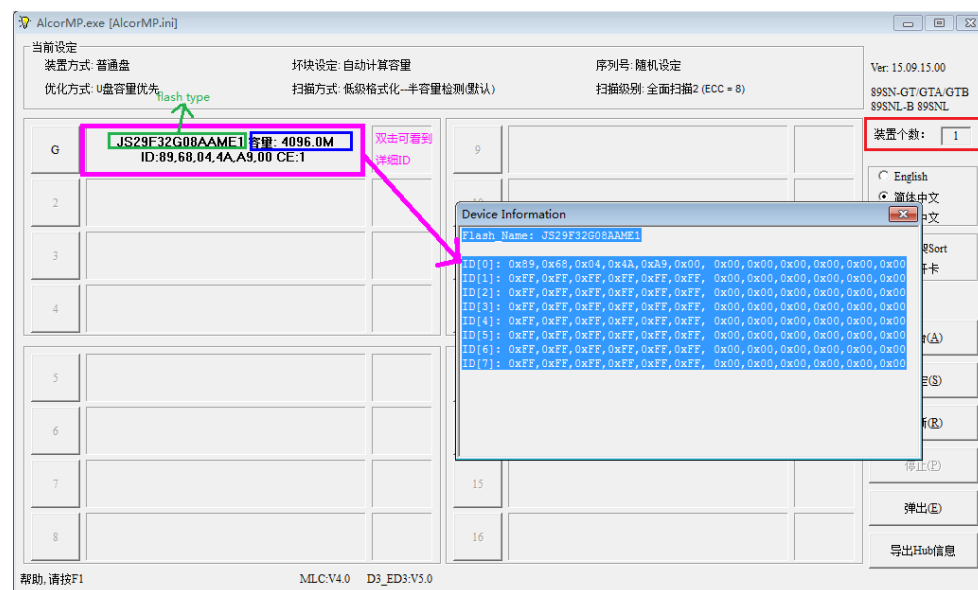 AlcorMP.exe [AlcorMP.ini]
当前设定
装置方式: 普通盘
坏块设定: 自动计算容量
序列号: 随机设定
优化方式: U盘容量优先
扫描方式: 低级格式化--半容量检测(默认)
扫描级别: 全面扫描2 (ECC = 8)
Ver: 15.09.15.00
89SN-GT/GTA/GTB
89SNL-B 89SNL
flash type
G
JS29F32G08AAME1 容量: 4096.0M
ID:89,68,04,4A,A9,00 CE:1
双击可看到
详细ID
9
装置个数: 1
English
简体中文
中文
2
3
4
5
6
7
8
15
16
Device Information
Flash_Name: JS29F32G08AAME1
ID[0]: 0x89,0x68,0x04,0x4A,0xA9,0x00, 0x00,0x00,0x00,0x00,0x00,0x00
ID[1]: 0xFF,0xFF,0xFF,0xFF,0xFF,0xFF, 0x00,0x00,0x00,0x00,0x00,0x00
ID[2]: 0xFF,0xFF,0xFF,0xFF,0xFF,0xFF, 0x00,0x00,0x00,0x00,0x00,0x00
ID[3]: 0xFF,0xFF,0xFF,0xFF,0xFF,0xFF, 0x00,0x00,0x00,0x00,0x00,0x00
ID[4]: 0xFF,0xFF,0xFF,0xFF,0xFF,0xFF, 0x00,0x00,0x00,0x00,0x00,0x00
ID[5]: 0xFF,0xFF,0xFF,0xFF,0xFF,0xFF, 0x00,0x00,0x00,0x00,0x00,0x00
ID[6]: 0xFF,0xFF,0xFF,0xFF,0xFF,0xFF, 0x00,0x00,0x00,0x00,0x00,0x00
ID[7]: 0xFF,0xFF,0xFF,0xFF,0xFF,0xFF, 0x00,0x00,0x00,0x00,0x00,0x00
Sort
开卡
(A)
(S)
(R)
停止(P)
弹出(E)
导出Hub信息
帮助, 请按F1
MLC:V4.0
D3_ED3:V5.0